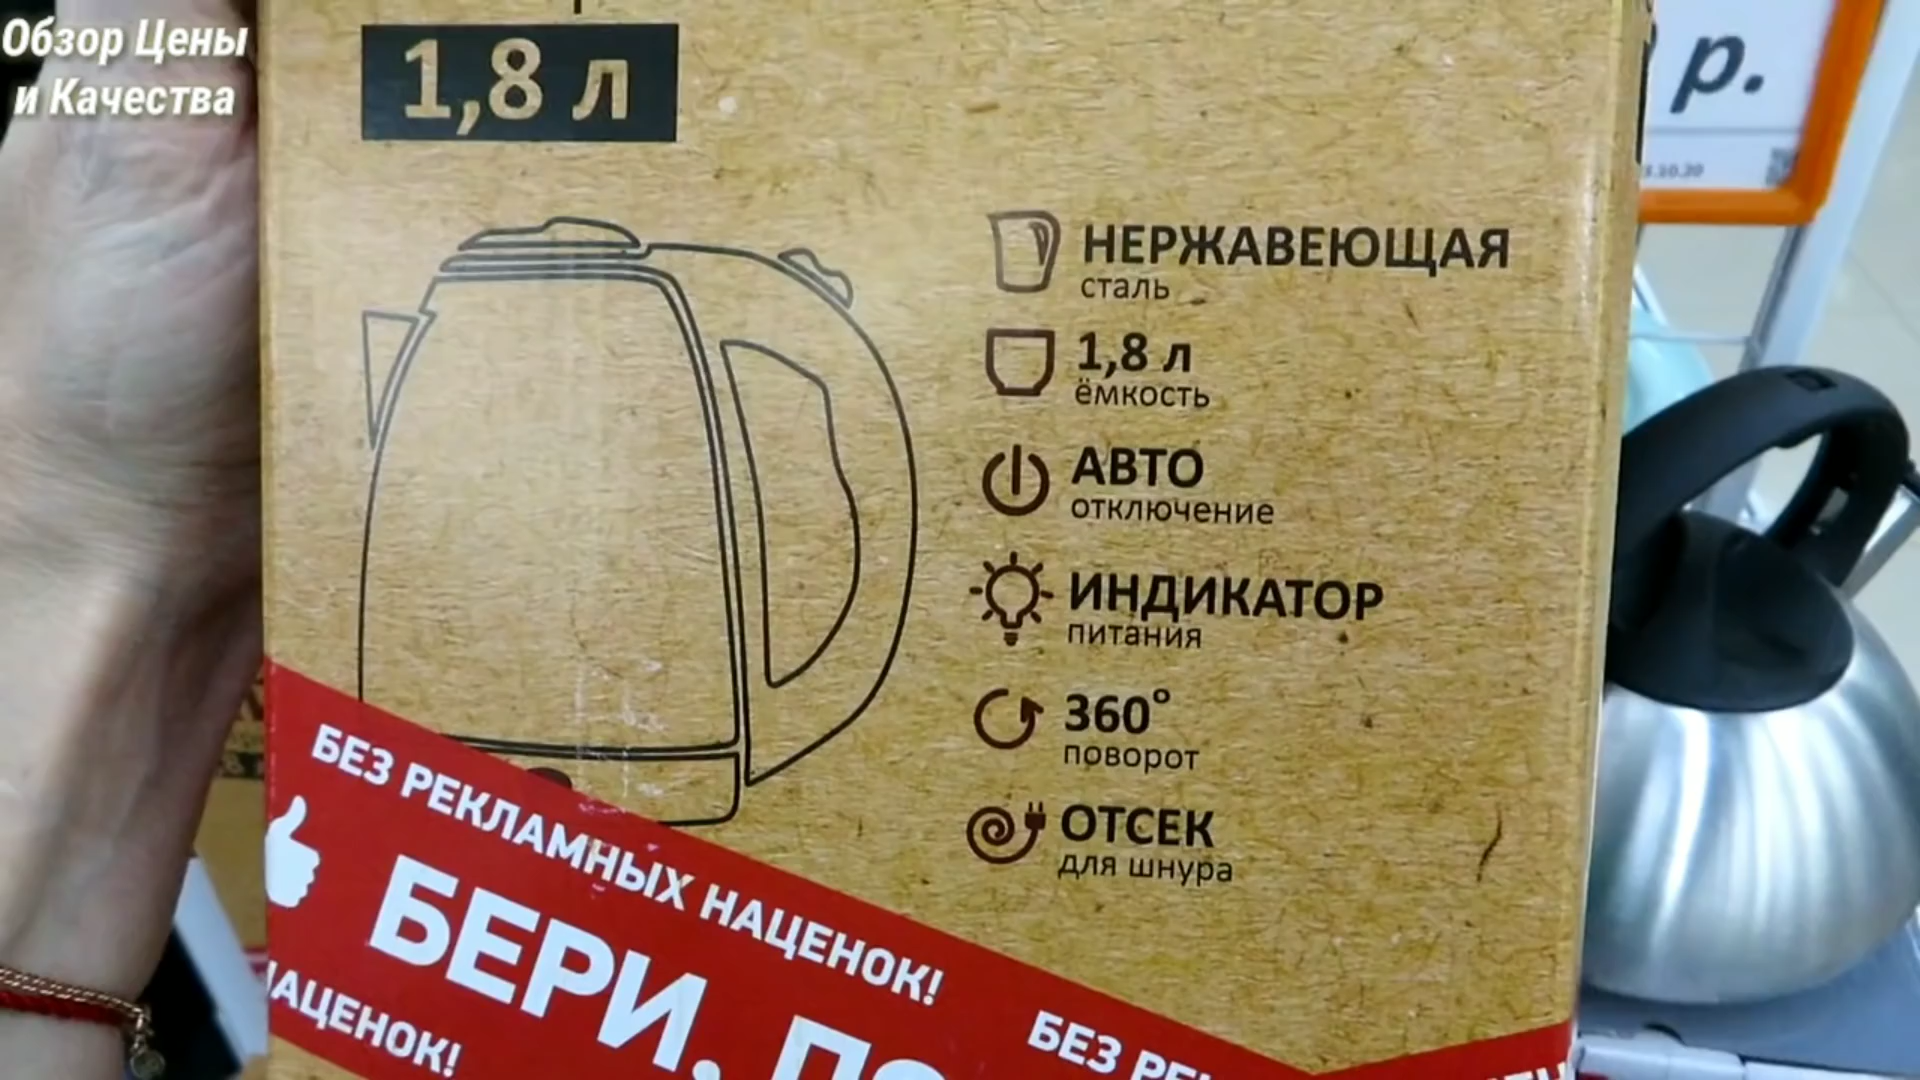 Обзор Цены
и Качества
1,8 л
р.
НЕРЖАВЕЮЩАЯ
сталь
1,8 л
ёмкость
АВТО
отключение
ИНДИКАТОР
питания
360°
поворот
ОТСЕК
для шнура
БЕЗ РЕКЛАМНЫХ НАЦЕНОК!
БЕРИ.
НАЦЕНОК!
БЕЗ